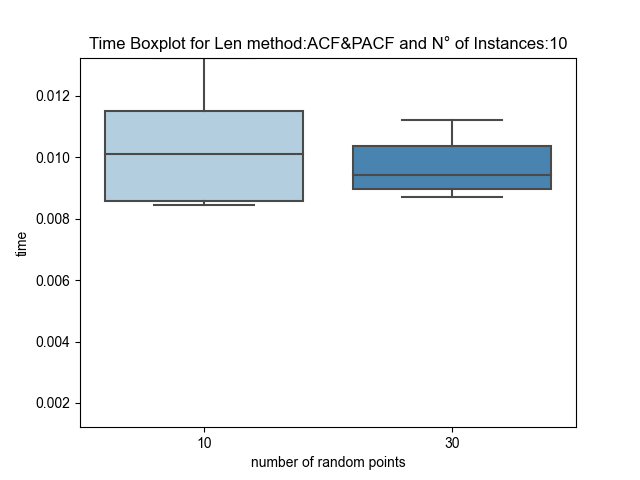 Time Boxplot for Len method:ACF&PACF and N° of Instances:10
0.012
0.010
0.008
0.006
0.004
0.002
time
10 30
number of random points